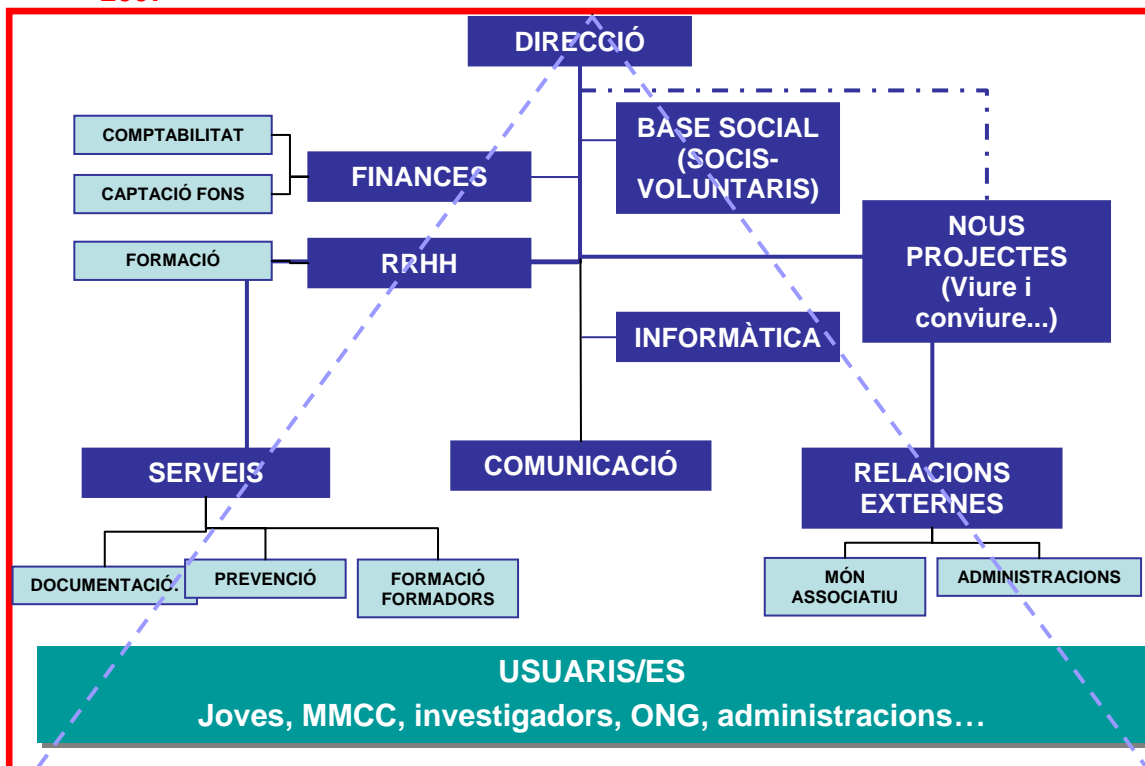 DIRECCIÓ
BASE SOCIAL
(SOCIS-
VOLUNTARIS)
COMPTABILITAT
FINANCES
CAPTACIÓ FONS
NOUS
PROJECTES
(Viure i
conviure...)
FORMACIÓ
RRHH
INFORMÀTICA
SERVEIS
COMUNICACIÓ
RELACIONS
EXTERNES
DOCUMENTACIÓ.
PREVENCIÓ
FORMACIÓ
FORMADORS
MÓN
ASSOCIATIU
ADMINISTRACIONS
USUARIS/ES
Joves, MMCC, investigadors, ONG, administracions…